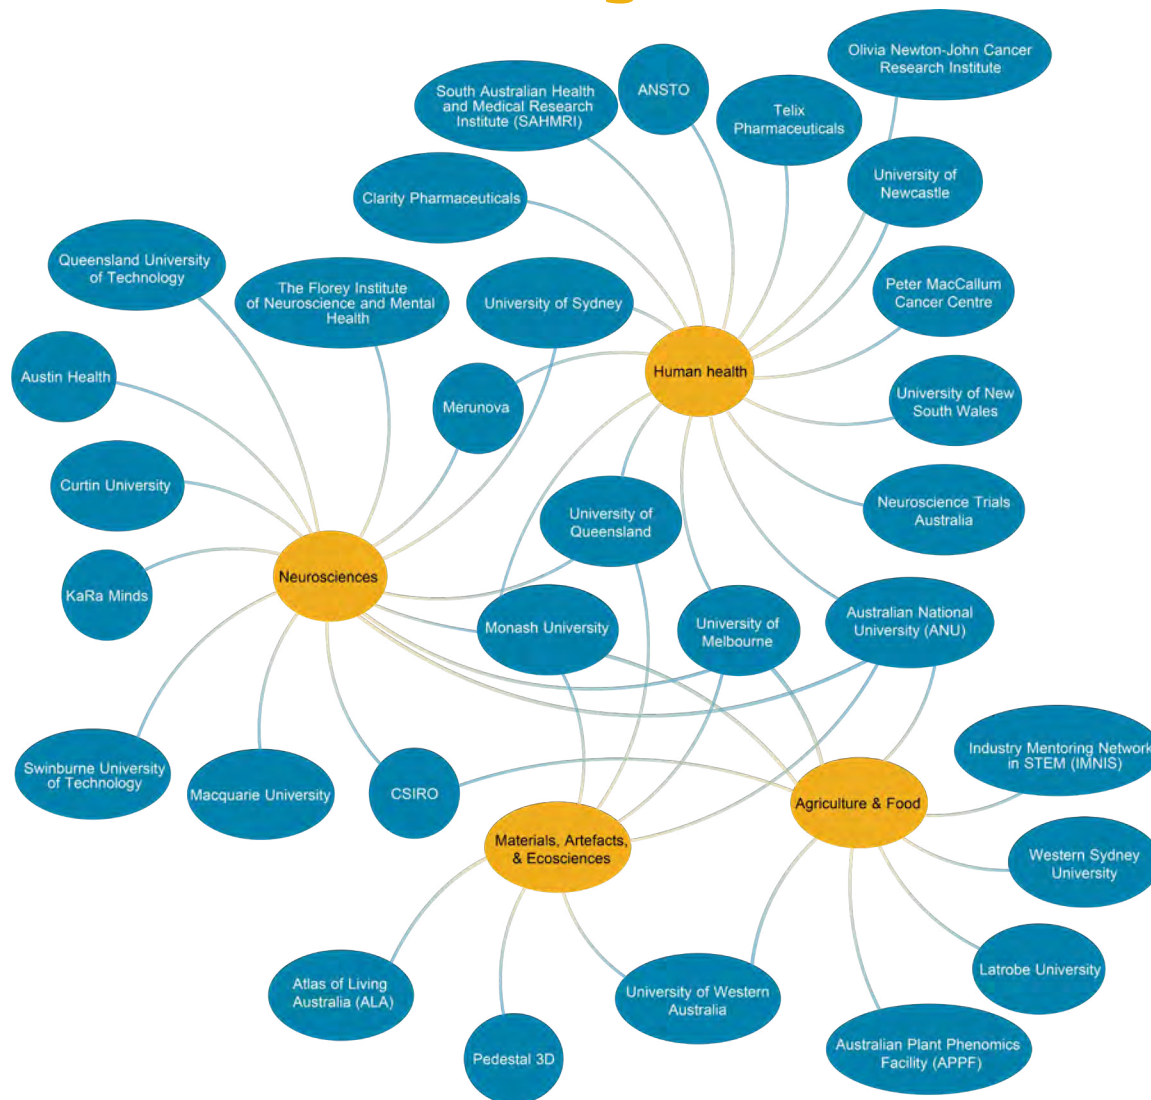 Olivia Newton-John Cancer
Research Institute
South Australian Health
and Medical Research
Institute (SAHMRI)
ANSTO
Telix
Pharmaceuticals
University of
Newcastle
Clarity Pharmaceuticals
Queensland University
of Technology
The Florey Institute
of Neuroscience and Mental
Health
University of Sydney
Peter MacCallum
Cancer Centre
Human health
Austin Health
Merunova
University of New
South Wales
Curtin University
Neuroscience Trials
Australia
University of
Queensland
Neurosciences
KaRa Minds
Monash University
University of
Melbourne
Australian National
University (ANU)
Swinburne University
of Technology
Macquarie University
CSIRO
Industry Mentoring Network
in STEM (IMNIS)
Agriculture & Food
Materials, Artefacts,
& Ecosciences
Western Sydney
University
Atlas of Living
Australia (ALA)
University of Western
Australia
Latrobe University
Pedestal 3D
Australian Plant Phenomics
Facility (APPF)